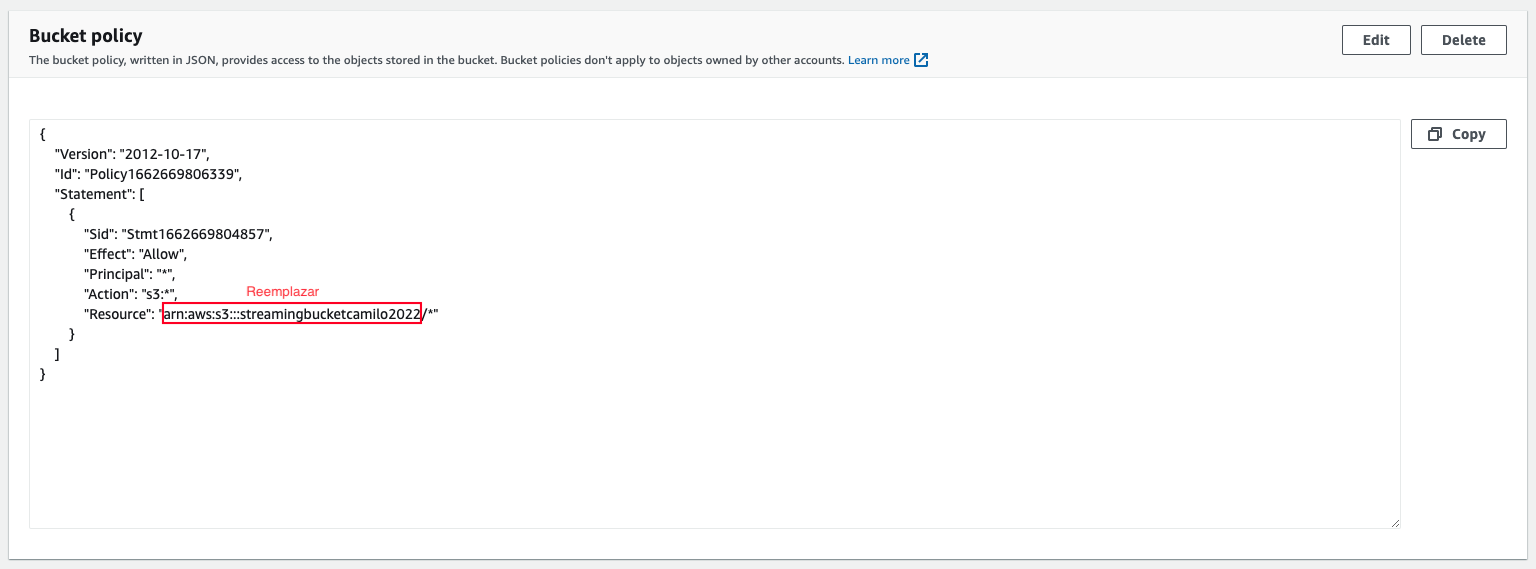 Bucket policy
Edit
Delete
The bucket policy, written in JSON, provides access to the objects stored in the bucket. Bucket policies don't apply to objects owned by other accounts. Learn more
Copy
{
"Version": "2012-10-17",
"Id": "Policy1662669806339",
"Statement": [
{
"Sid": "Stmt1662669804857",
"Effect": "Allow",
"Principal": "*",
"Action": "s3:*",
Reemplazar
"Resource": "arn:aws:s3:::streamingbucketcamilo2022/*"
}
]
}